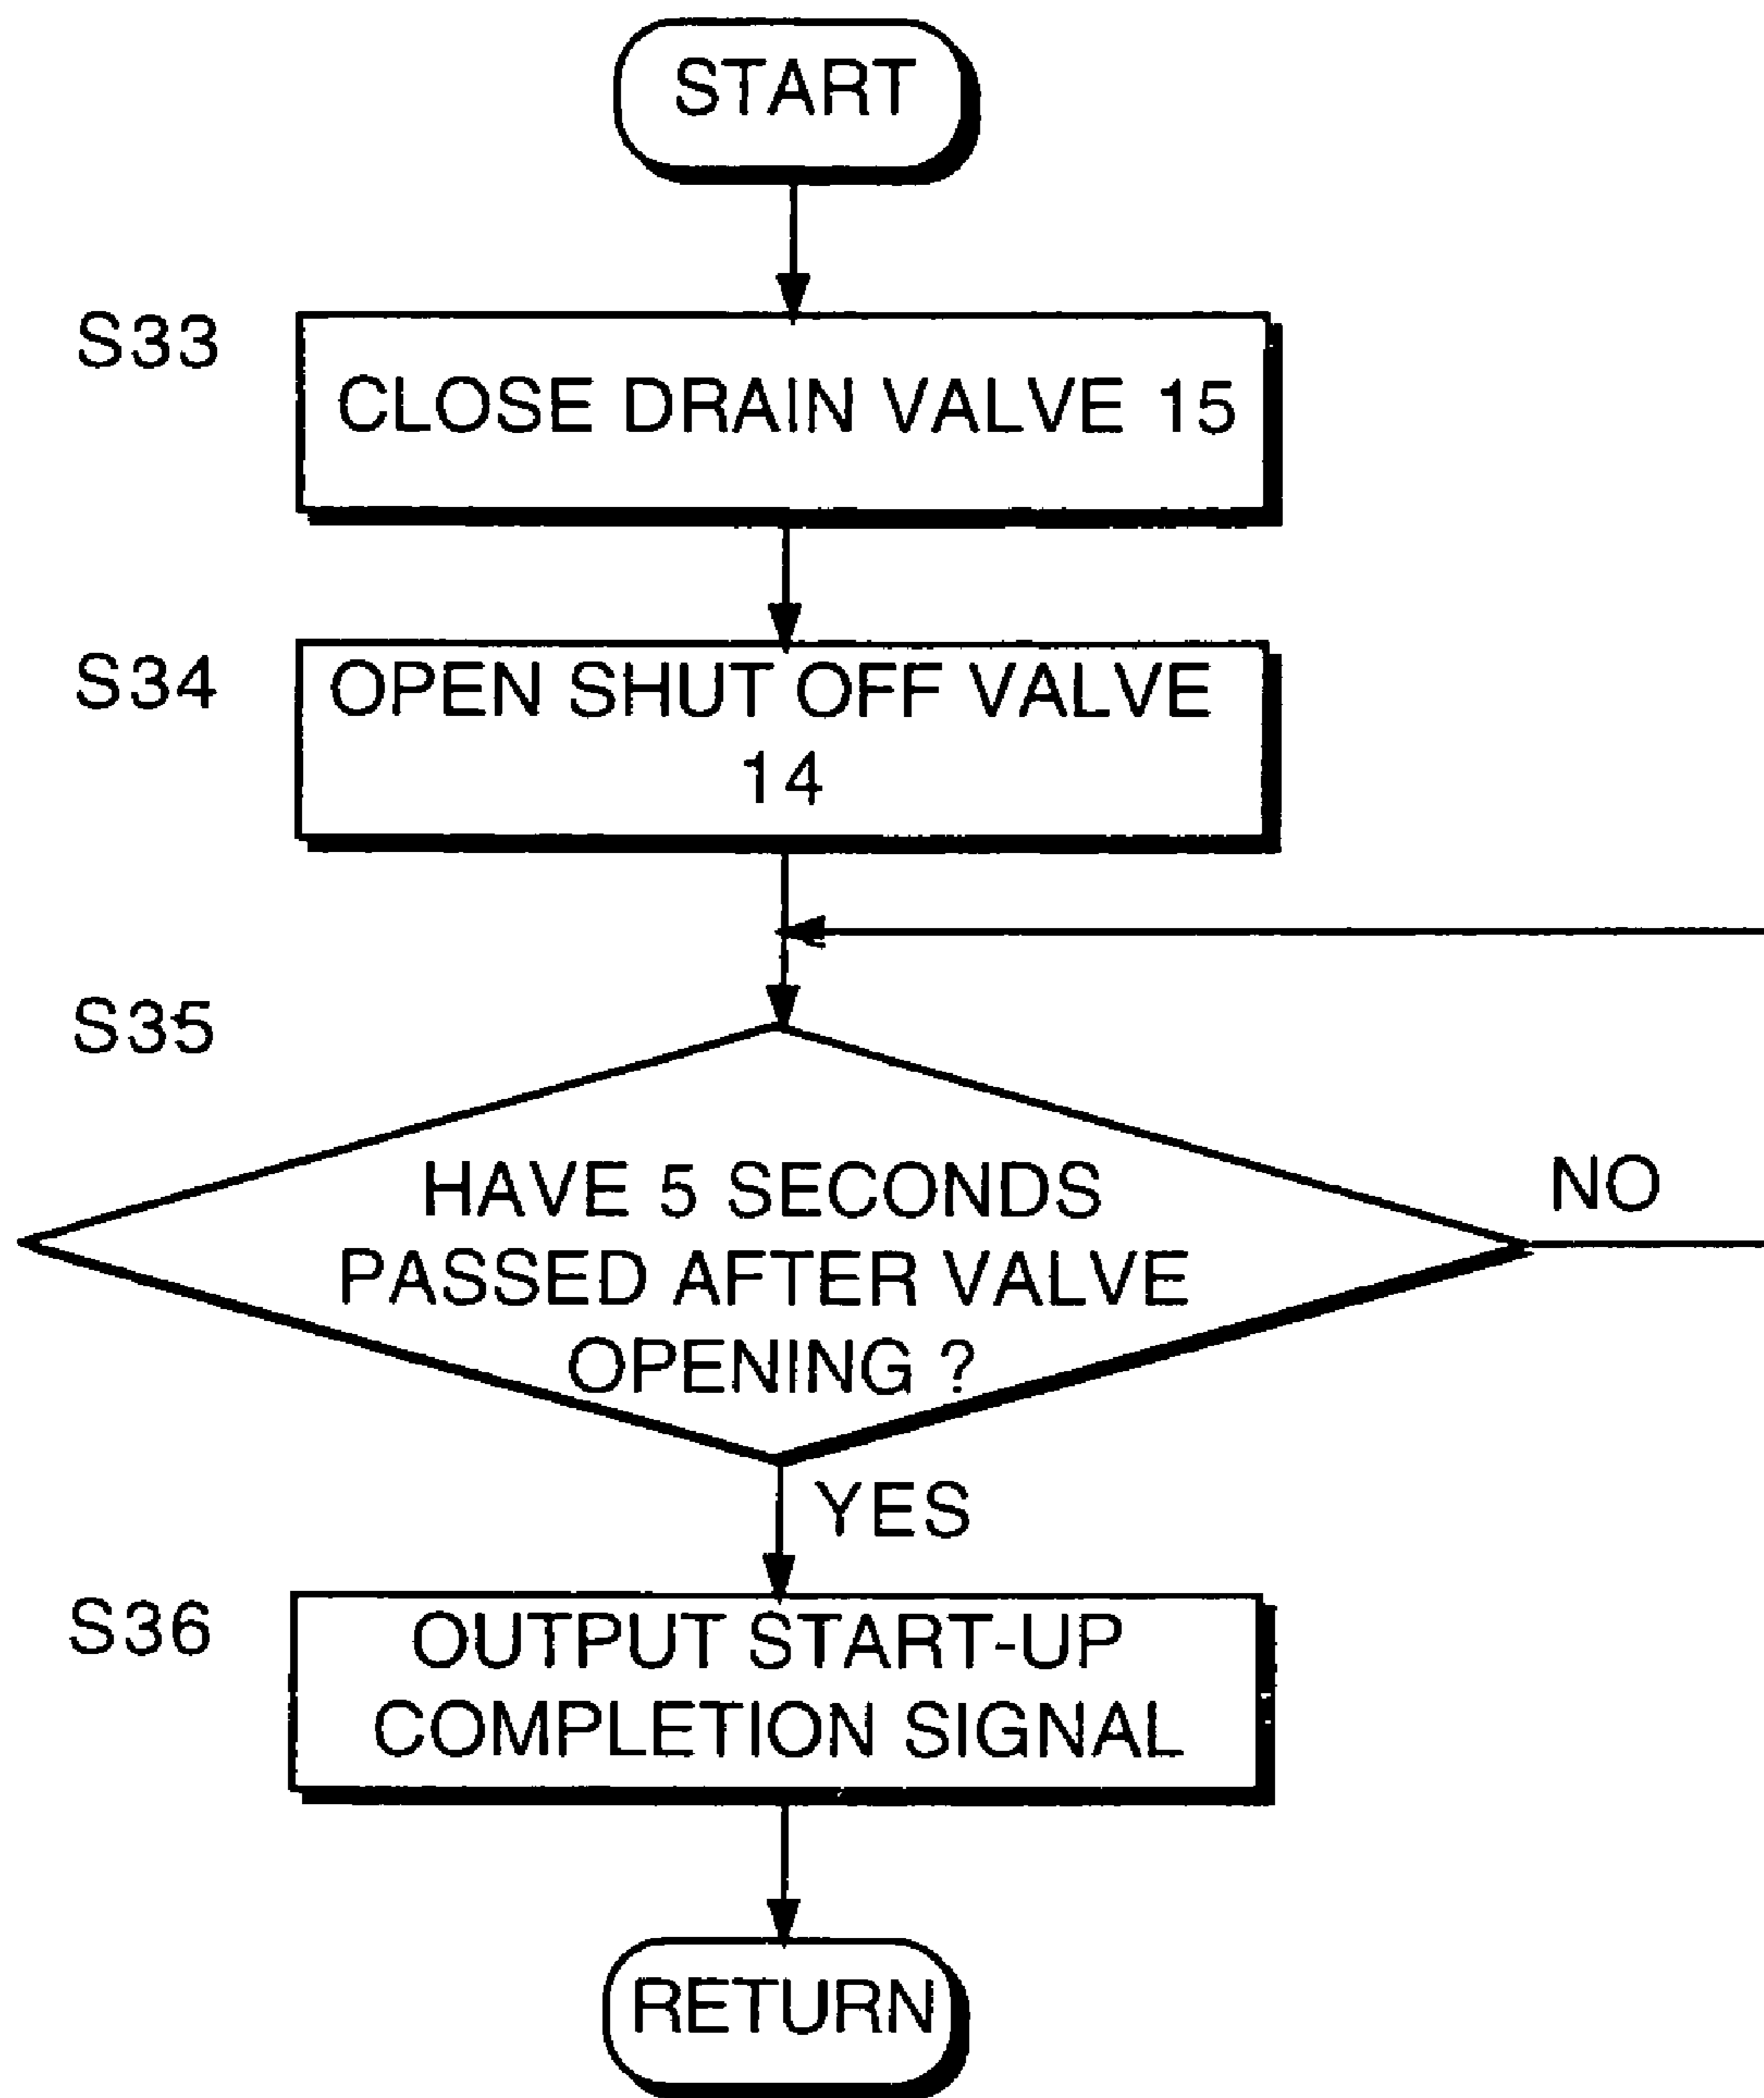 START
S33
CLOSE DRAIN VALVE 15
S34
OPEN SHUT OFF VALVE
14
S35
HAVE 5 SECONDS
PASSED AFTER VALVE
OPENING ?
NO
YES
S36
OUTPUT START-UP
COMPLETION SIGNAL
RETURN